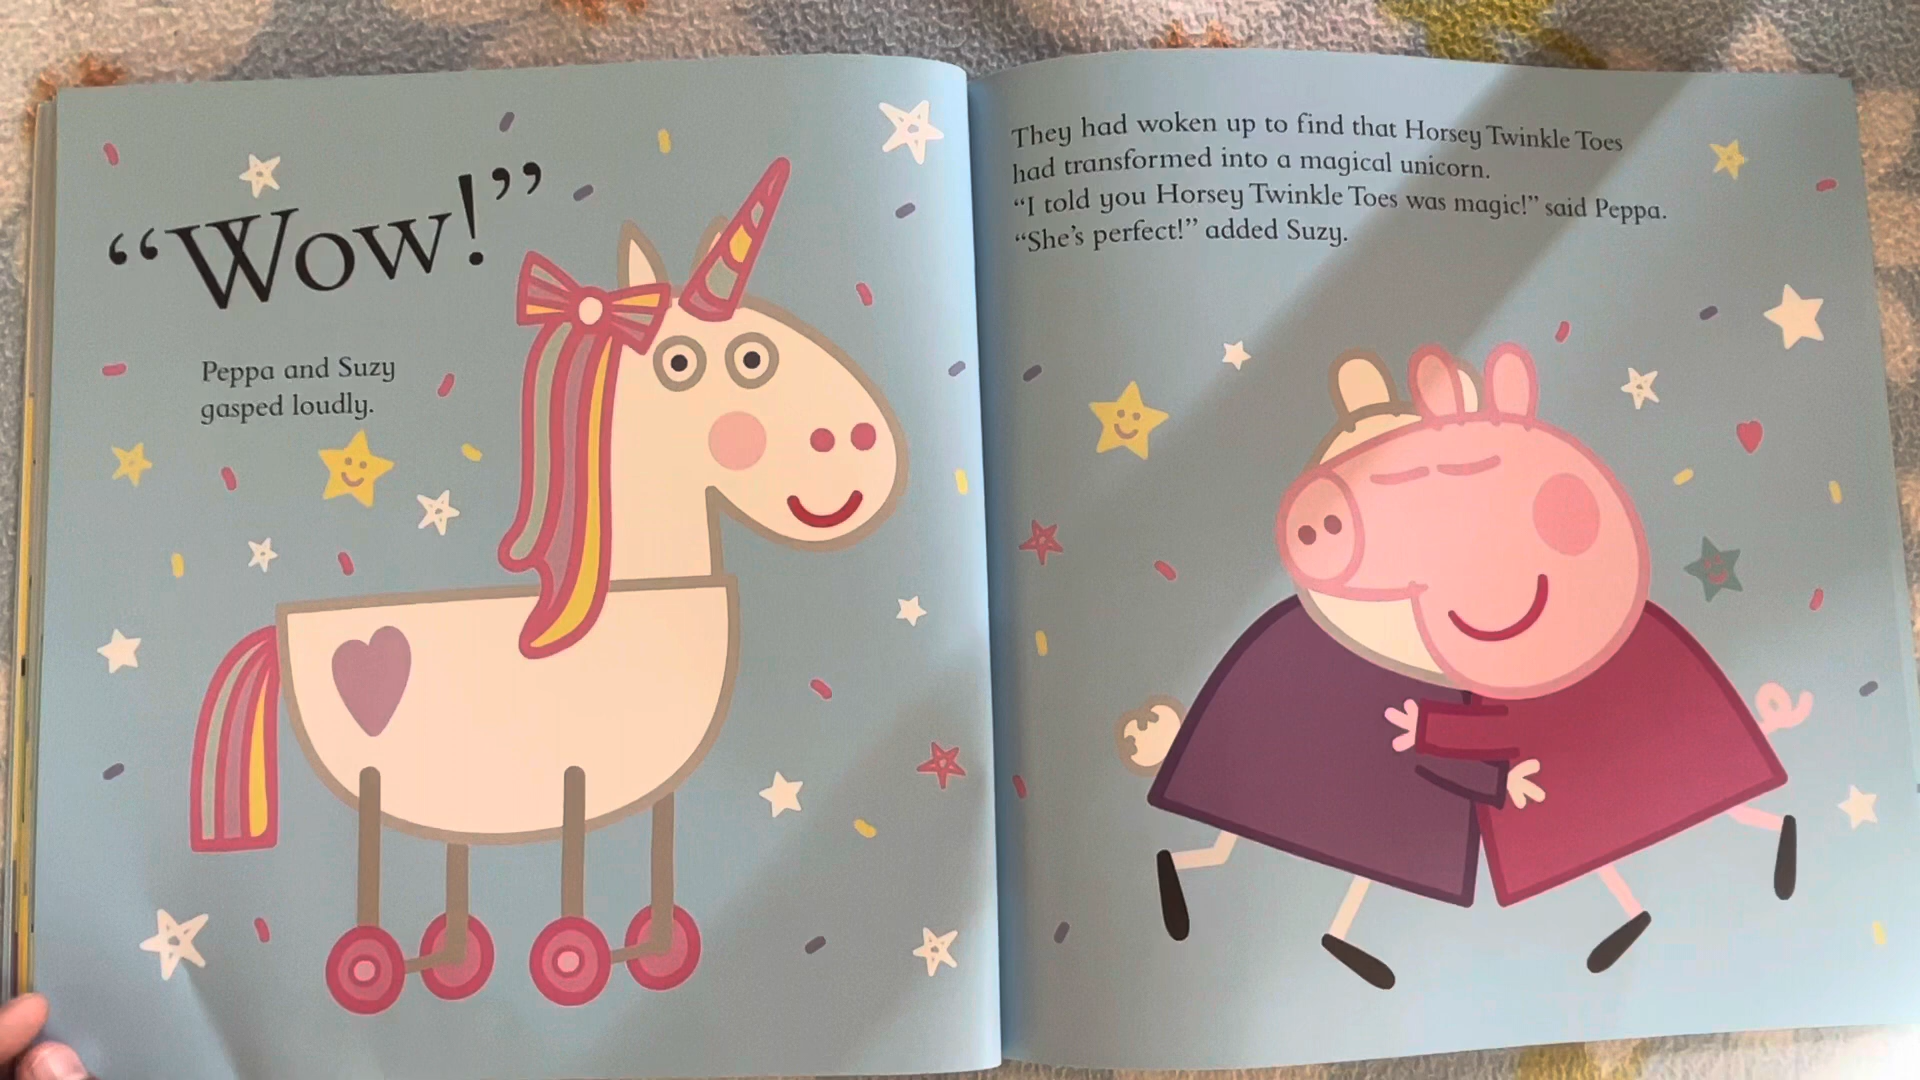 “Wow!”
Peppa and Suzy
gasped loudly.
They had woken up to find that Horsey Twinkle Toes
had transformed into a magical unicorn.
“I told you Horsey Twinkle Toes was magic!” said Peppa.
“She’s perfect!” added Suzy.